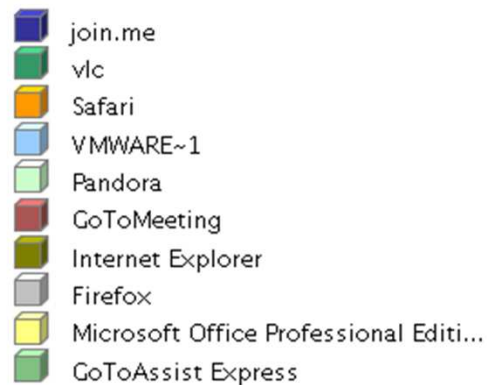 join.me
vlc
Safari
VMWARE~1
Pandora
GoToMeeting
Internet Explorer
Firefox
Microsoft Office Professional Editi...
GoToAssist Express